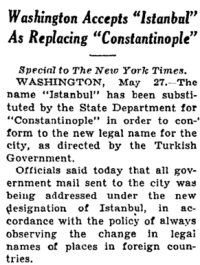 Washington Accepts "Istanbul"
As Replacing "Constantinople"
Special to The New York Times.
WASHINGTON, May 27.—The
name "Istanbul" has been substi-
tuted by the State Department for
"Constantinople" in order to con-
form to the new legal name for the
city, as directed by the Turkish
Government.
Officials said today that all gov-
ernment mail sent to the city was
being addressed under the new
designation of Istanbul, in ac-
cordance with the policy of always
observing the change in legal
names of places in foreign coun-
tries.